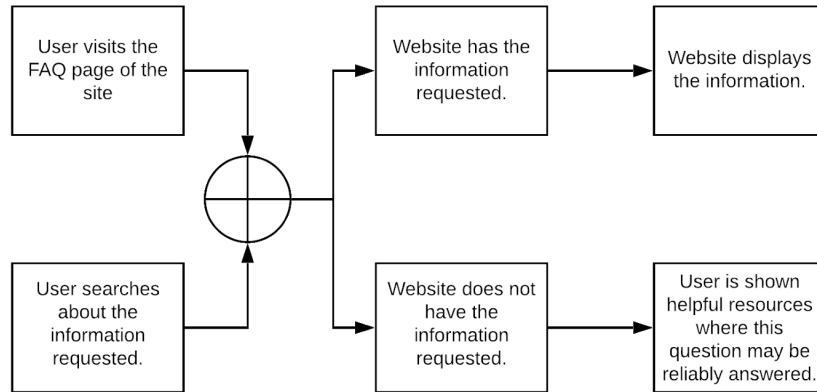 User visits the
FAQ page of the
site
Website has the
information
requested.
Website displays
the information.
User searches
about the
information
requested.
Website does not
have the
information
requested.
User is shown
helpful resources
where this
question may be
reliably answered.